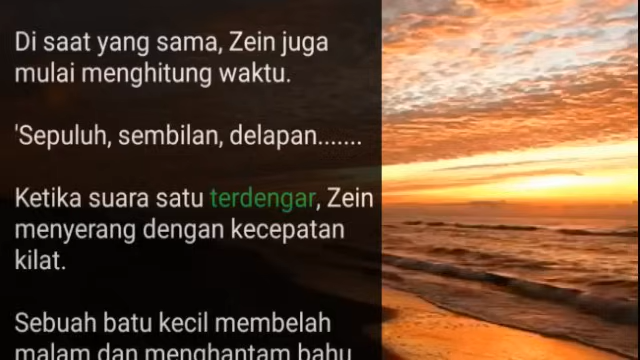 Di saat yang sama, Zein juga
mulai menghitung waktu.
'Sepuluh, sembilan, delapan.......
Ketika suara satu terdengar, Zein
menyerang dengan kecepatan
kilat.
Sebuah batu kecil membelah
malam dan menghantam bahu